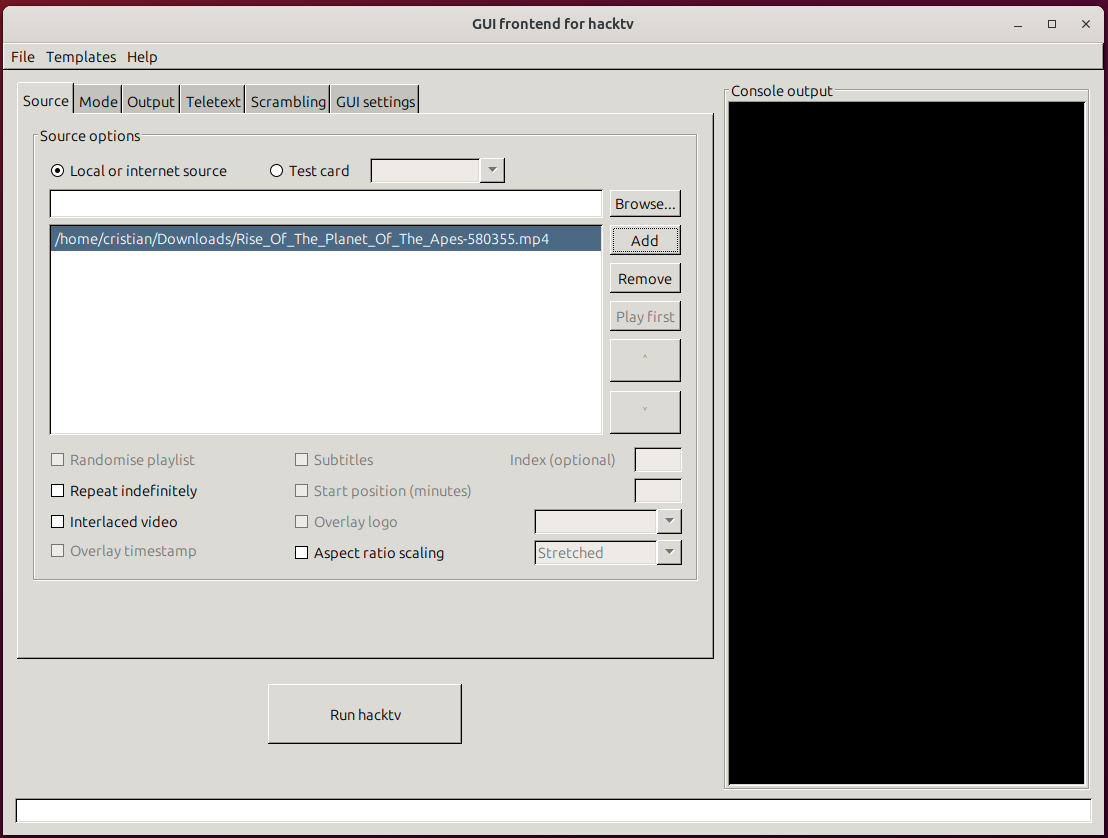 GUI frontend for hacktv
File Templates Help
Source Mode Output Teletext Scrambling GUI settings
Console output
Source options
Local or internet source Test card
Browse...
/home/cristian/Downloads/Rise_Of_The_Planet_Of_The_Apes-580355.mp4 Add
Remove
Play first
Randomise playlist Subtitles Index (optional)
Repeat indefinitely Start position (minutes)
Interlaced video Overlay logo
Overlay timestamp Aspect ratio scaling Stretched
Run hacktv